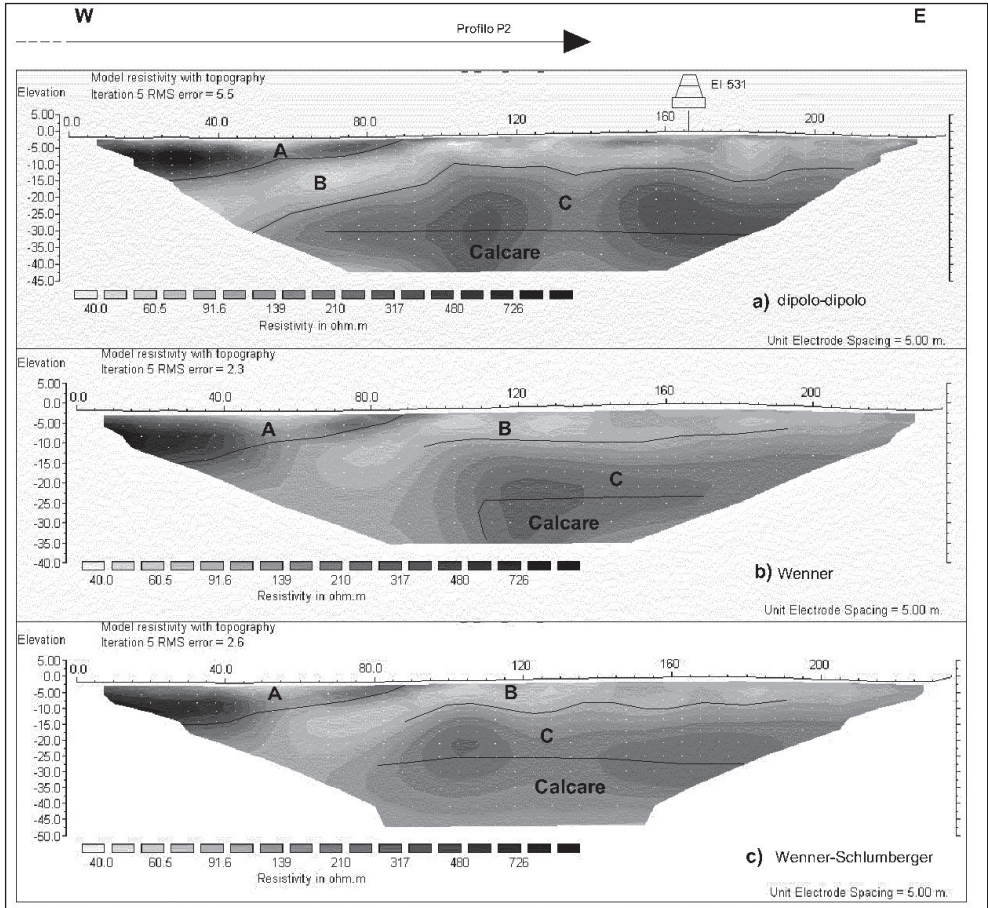 W E
Profilo P2
Model resistivity with topography
Iteration 5 RMS error = 5.5
Elevation
EI 531
0.0 40.0 80.0 120 160 200
5.00
0.0
-5.00
-10.0
-15.0
-20.0
-25.0
-30.0
-35.0
-40.0
-45.0
A
B
C
Calcare
40.0 60.5 91.6 139 210 317 480 726
Resistivity in ohm.m
a) dipolo-dipolo
Unit Electrode Spacing = 5.00 m.
Model resistivity with topography
Iteration 5 RMS error = 2.3
Elevation
0.0 40.0 80.0 120 160 200
5.00
0.0
-5.00
-10.0
-15.0
-20.0
-25.0
-30.0
-35.0
-40.0
A B
C
Calcare
40.0 60.5 91.6 139 210 317 480 726
Resistivity in ohm.m
b) Wenner
Unit Electrode Spacing = 5.00 m.
Model resistivity with topography
Iteration 5 RMS error = 2.6
Elevation
0.0 40.0 80.0 120 160 200
5.00
0.0
-5.00
-10.0
-15.0
-20.0
-25.0
-30.0
-35.0
-40.0
-45.0
-50.0
A B
C
Calcare
40.0 60.5 91.6 139 210 317 480 726
Resistivity in ohm.m
c) Wenner-Schlumberger
Unit Electrode Spacing = 5.00 m.